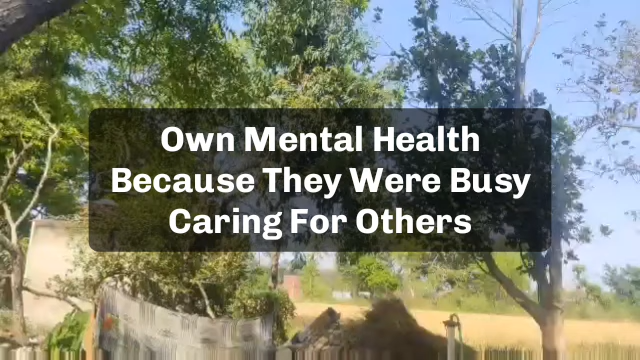 Own Mental Health
Because They Were Busy
Caring For Others